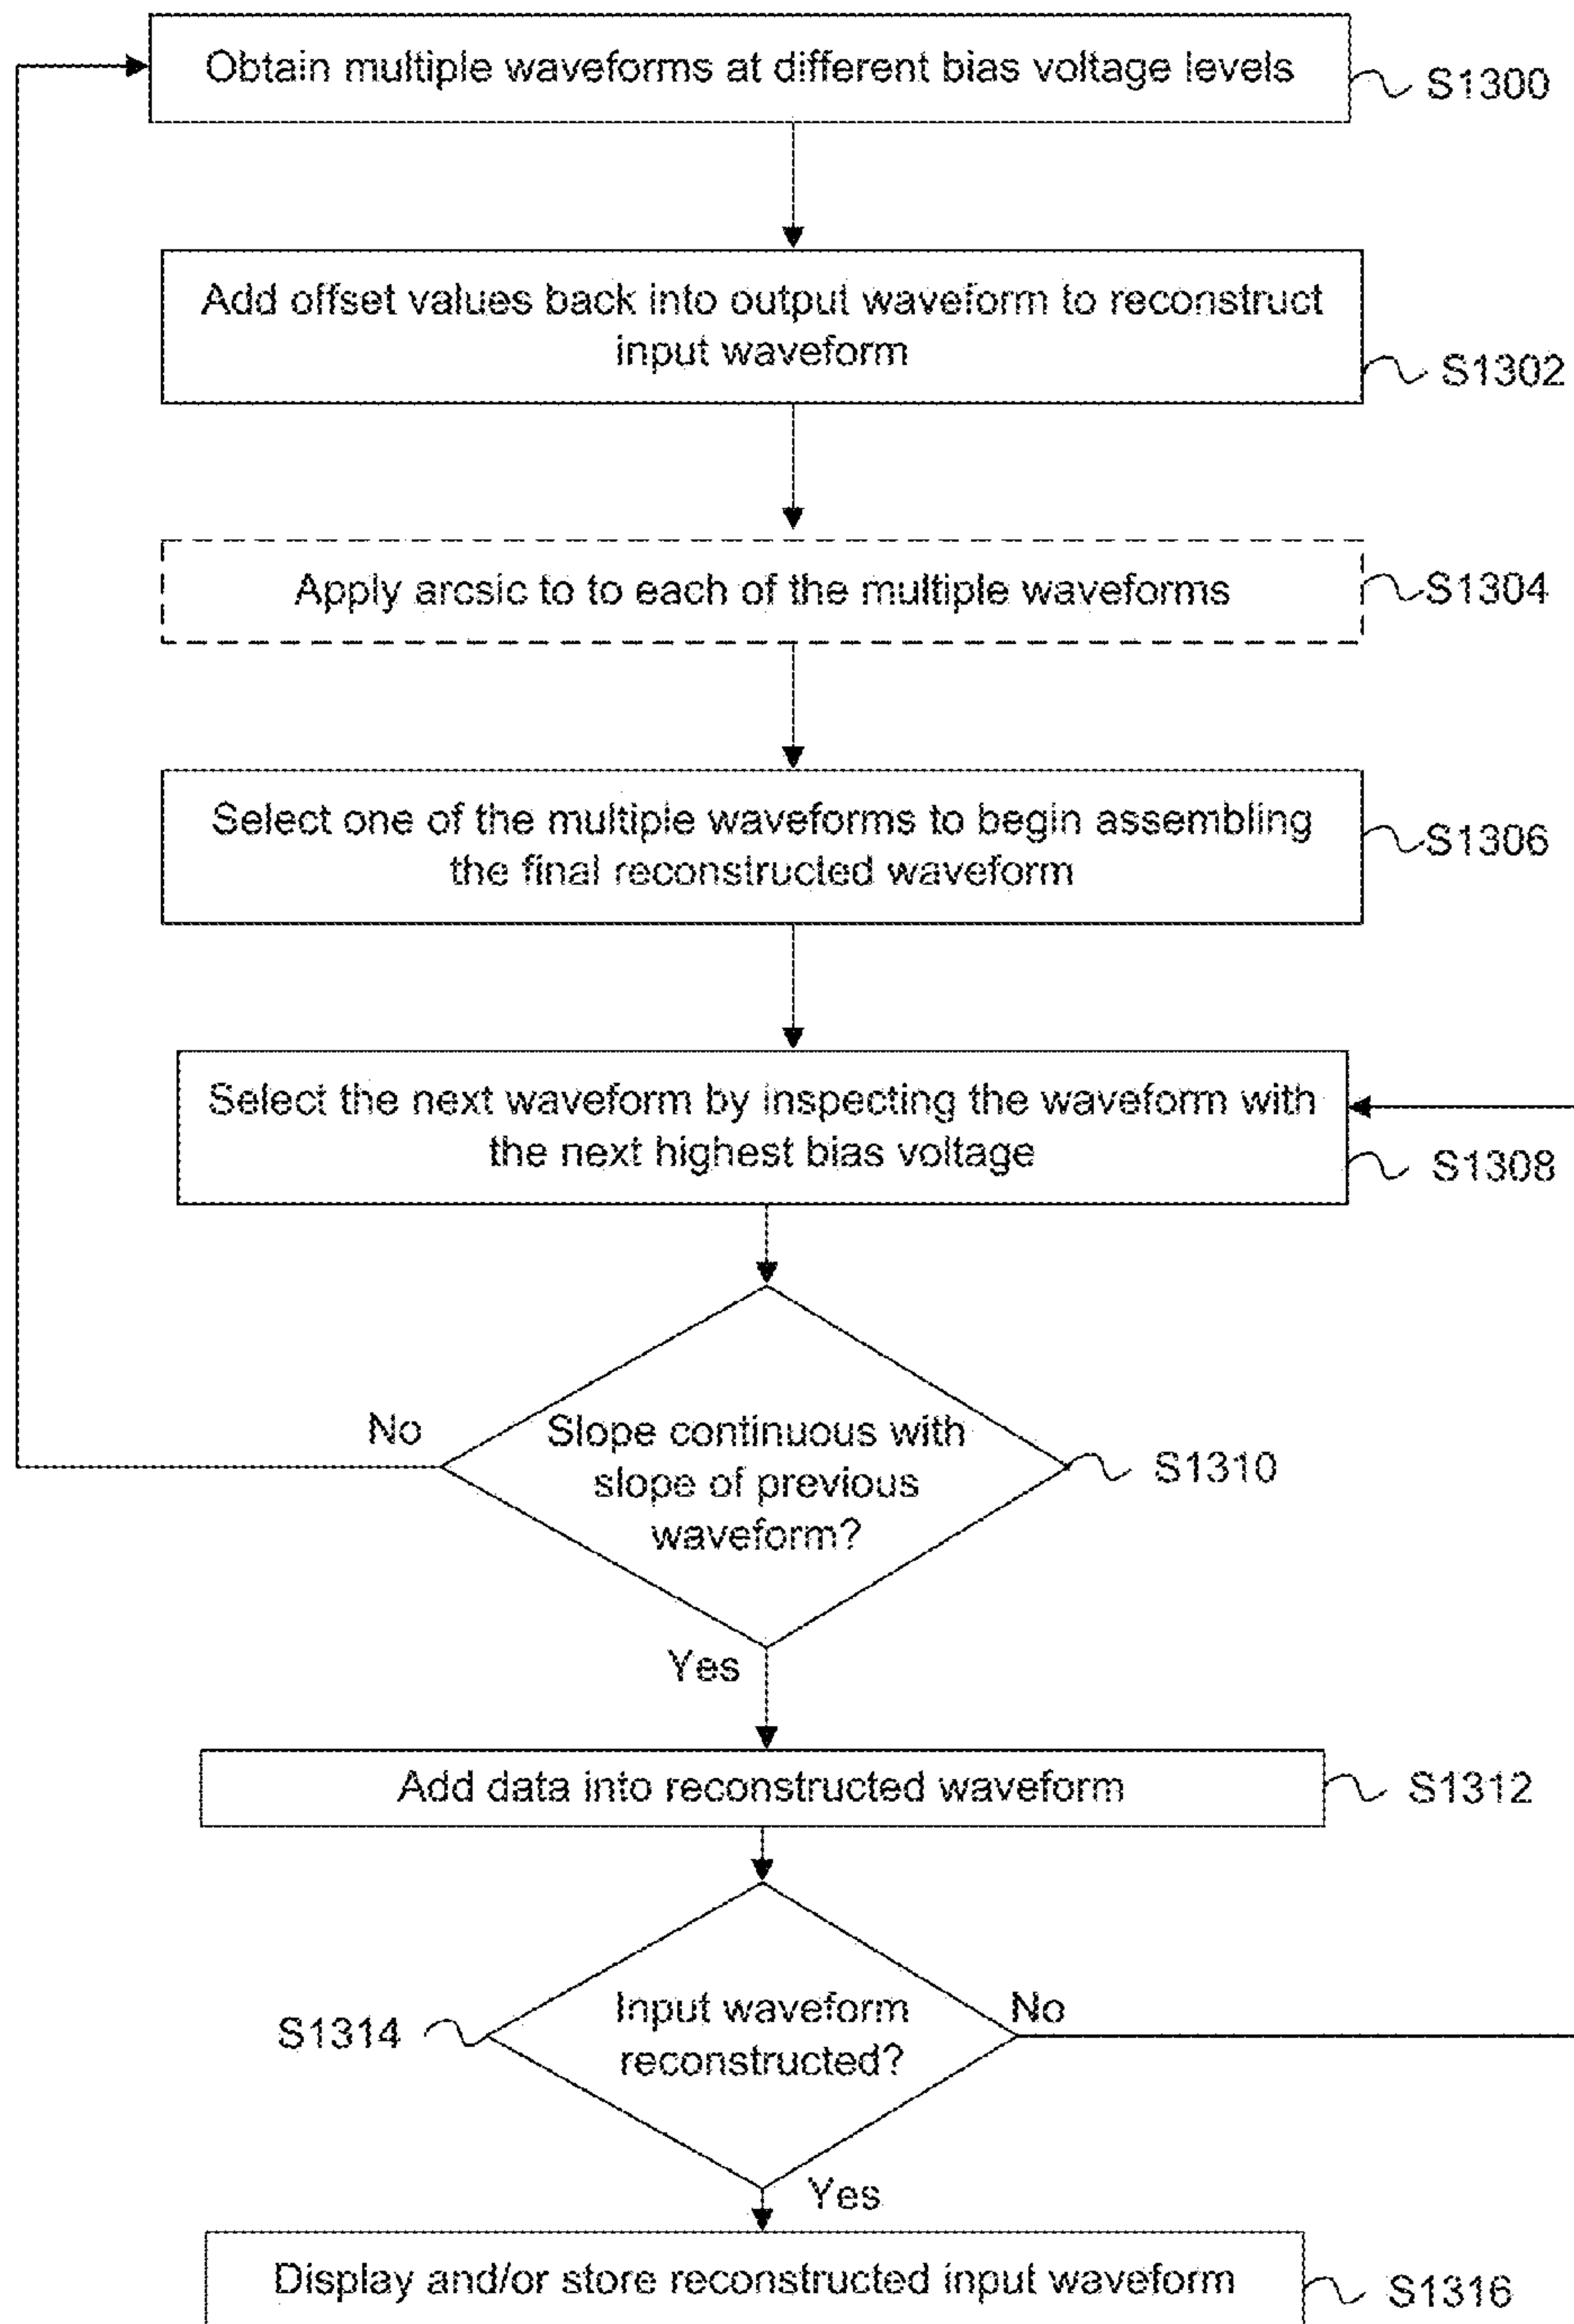 Obtain multiple waveforms at different bias voltage levels
S1300
Add offset values back into output waveform to reconstruct
input waveform
S1302
Apply arcsic to to each of the multiple waveforms
S1304
Select one of the multiple waveforms to begin assembling
the final reconstructed waveform
S1306
Select the next waveform by inspecting the waveform with
the next highest bias voltage
S1308
No
Slope continuous with
slope of previous
waveform?
S1310
Yes
Add data into reconstructed waveform
S1312
S1314
Input waveform
reconstructed?
No
Yes
Display and/or store reconstructed input waveform
S1316